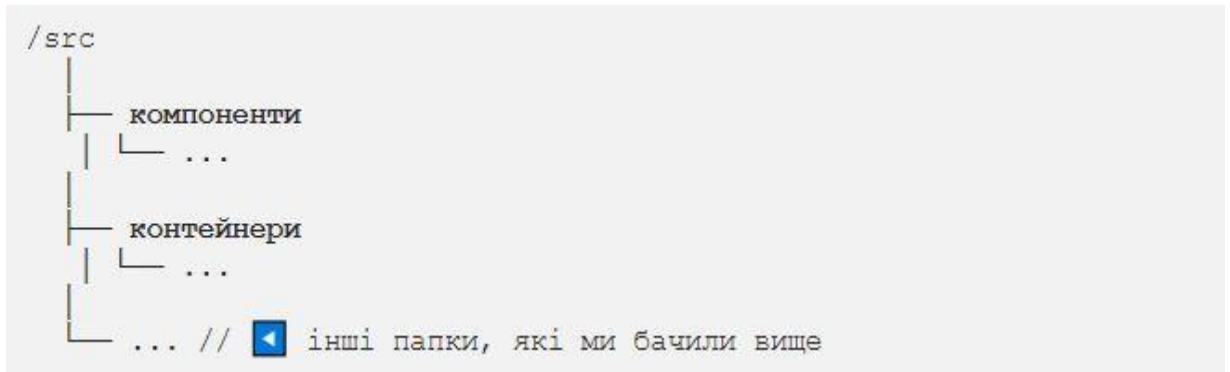 /src
│
├── компоненти
│ └── ...
│
├── контейнери
│ └── ...
│
└── ... // ◀ інші папки, які ми бачили вище